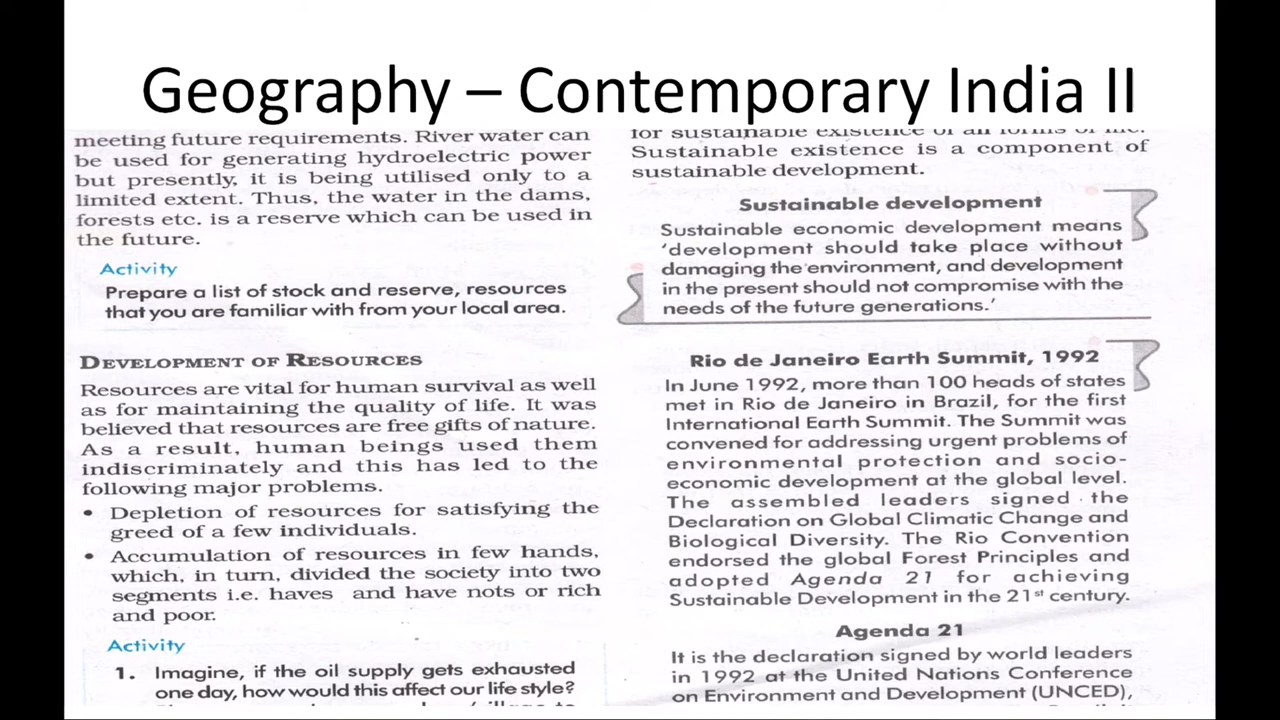 Geography – Contemporary India II
meeting future requirements. River water can
be used for generating hydroelectric power
but presently, it is being utilised only to a
limited extent. Thus, the water in the dams,
forests etc. is a reserve which can be used in
the future.
Activity
Prepare a list of stock and reserve, resources
that you are familiar with from your local area.
DEVELOPMENT OF RESOURCES
Resources are vital for human survival as well
as for maintaining the quality of life. It was
believed that resources are free gifts of nature.
As a result, human beings used them
indiscriminately and this has led to the
following major problems.
• Depletion of resources for satisfying the
greed of a few individuals.
• Accumulation of resources in few hands,
which, in turn, divided the society into two
segments i.e. haves and have nots or rich
and poor.
Activity
1. Imagine, if the oil supply gets exhausted
one day, how would this affect our life style?
for sustainable existence of all forms of life.
Sustainable existence is a component of
sustainable development.
Sustainable development
Sustainable economic development means
‘development should take place without
damaging the environment, and development
in the present should not compromise with the
needs of the future generations.’
Rio de Janeiro Earth Summit, 1992
In June 1992, more than 100 heads of states
met in Rio de Janeiro in Brazil, for the first
International Earth Summit. The Summit was
convened for addressing urgent problems of
environmental protection and socio-
economic development at the global level.
The assembled leaders signed the
Declaration on Global Climatic Change and
Biological Diversity. The Rio Convention
endorsed the global Forest Principles and
adopted Agenda 21 for achieving
Sustainable Development in the 21st century.
Agenda 21
It is the declaration signed by world leaders
in 1992 at the United Nations Conference
on Environment and Development (UNCED),